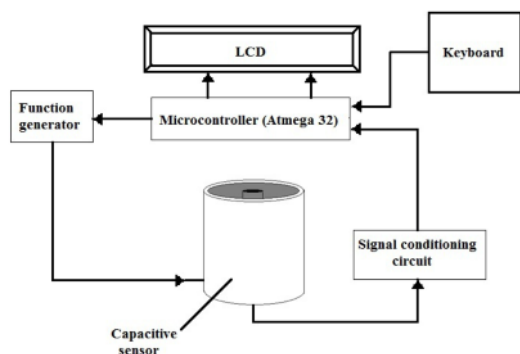 LCD
Keyboard
Function
generator
Microcontroller (Atmega 32)
Signal conditioning
circuit
Capacitive
sensor